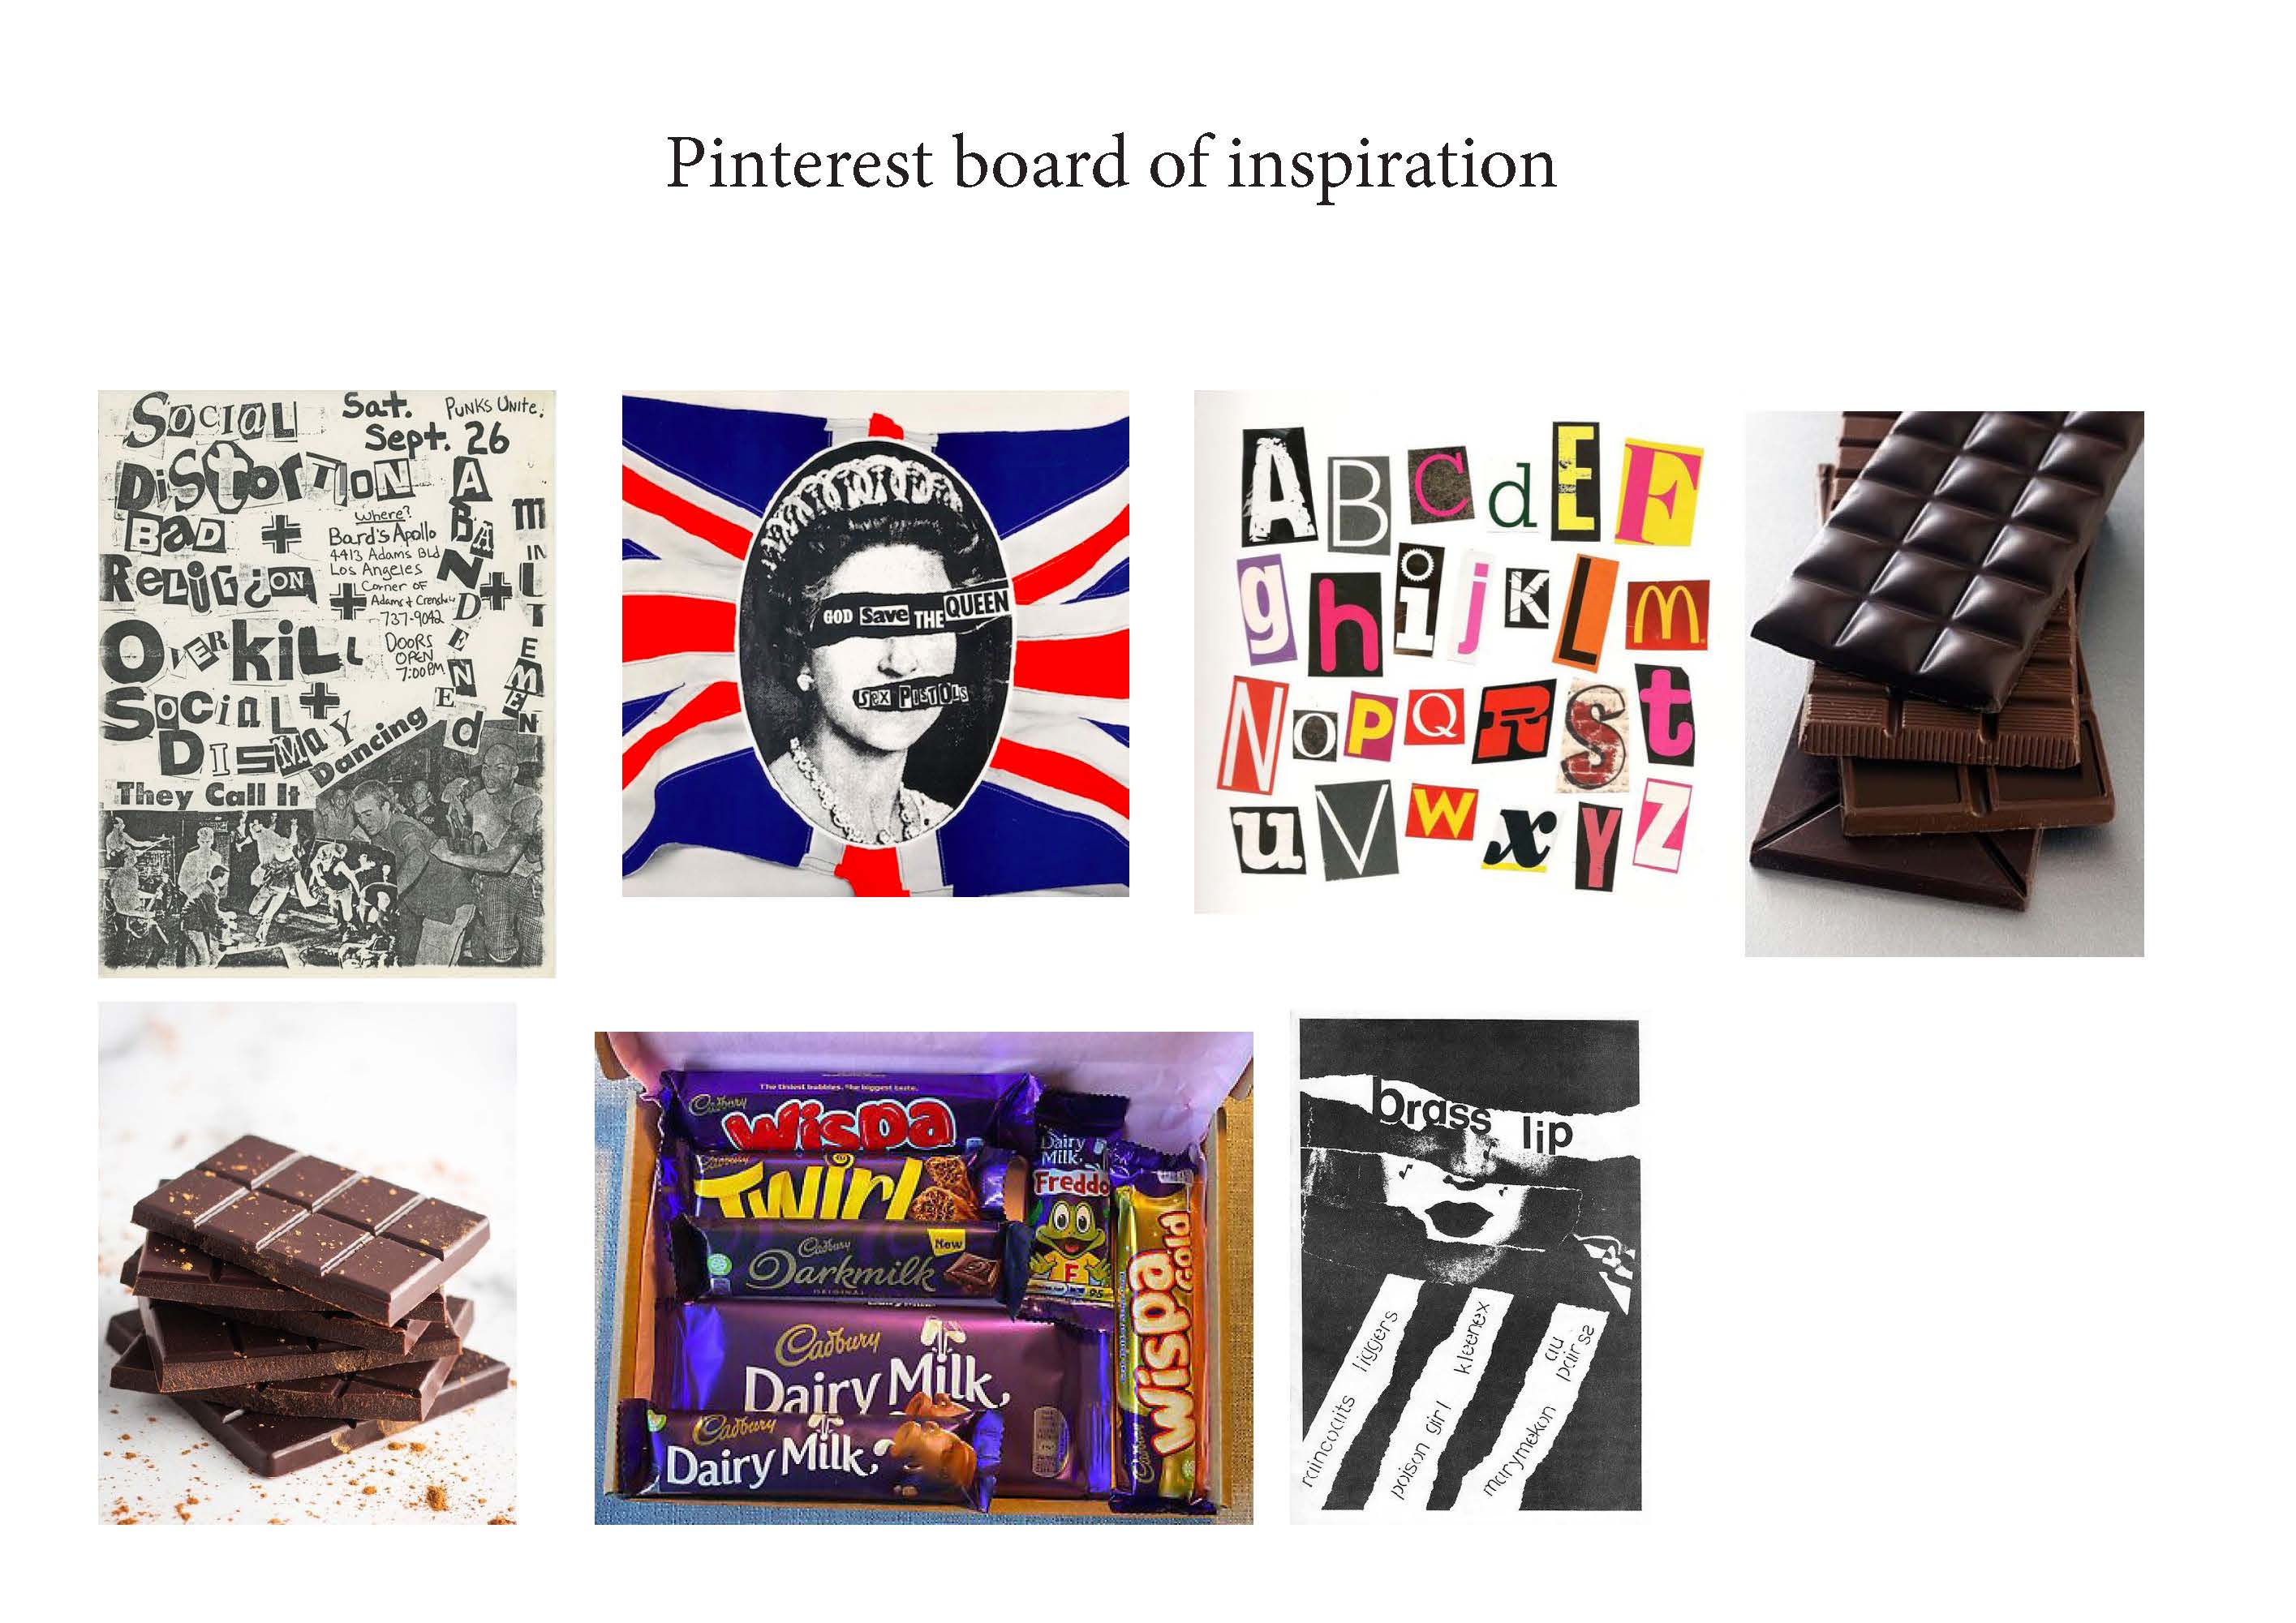 Pinterest board of inspiration
Social
Sat.
Punks Unite.
Sept. 26
DiStorTION
BaD +
Where?
Bard's Apollo
4413 Adams Bld
Los Angeles
Corner of
Adams & Crenshaw
737-9042
ReLiGiON
OVERKiLL
DOORS
OPEN
7:00PM
SociaL +
DISMaY
ABANDENED
+
mINUTEMEN
They Call It
Dancing
GOD Save THE QUEEN
SEX PISTOLS
A B C d E F
g h i j K L m
N O P Q R S t
u V W x Y Z
The tiniest bubbles. The biggest taste.
Cadbury
Wispa
Cadbury
Twirl
Cadbury
New
Darkmilk
ORIGINAL
Cadbury
Dairy Milk
Cadbury
Dairy Milk
Dairy
Milk
Freddo
F
95
Cadbury
Wispa
Gold
brass lip
raincoats liggers
poison girl kleenex
marymekon au
pairs